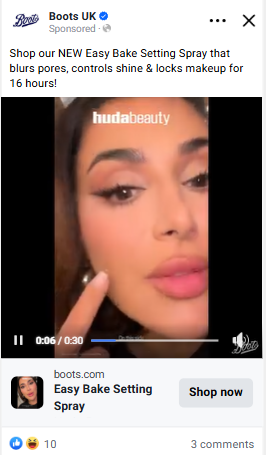 Boots
Boots UK
Sponsored ·
Shop our NEW Easy Bake Setting Spray that
blurs pores, controls shine & locks makeup for
16 hours!
hudabeauty
0:06 / 0:30
Boots
boots.com
Easy Bake Setting
Spray
Shop now
10
3 comments